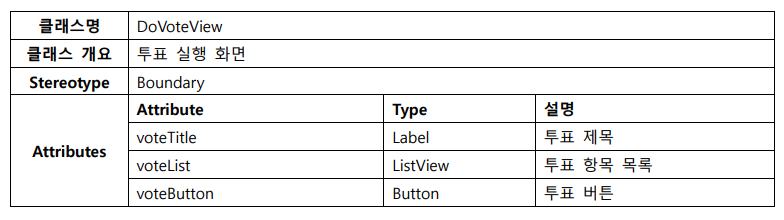 클래스명 DoVoteView
클래스 개요 투표 실행 화면
Stereotype Boundary
Attributes Attribute Type 설명
voteTitle Label 투표 제목
voteList ListView 투표 항목 목록
voteButton Button 투표 버튼